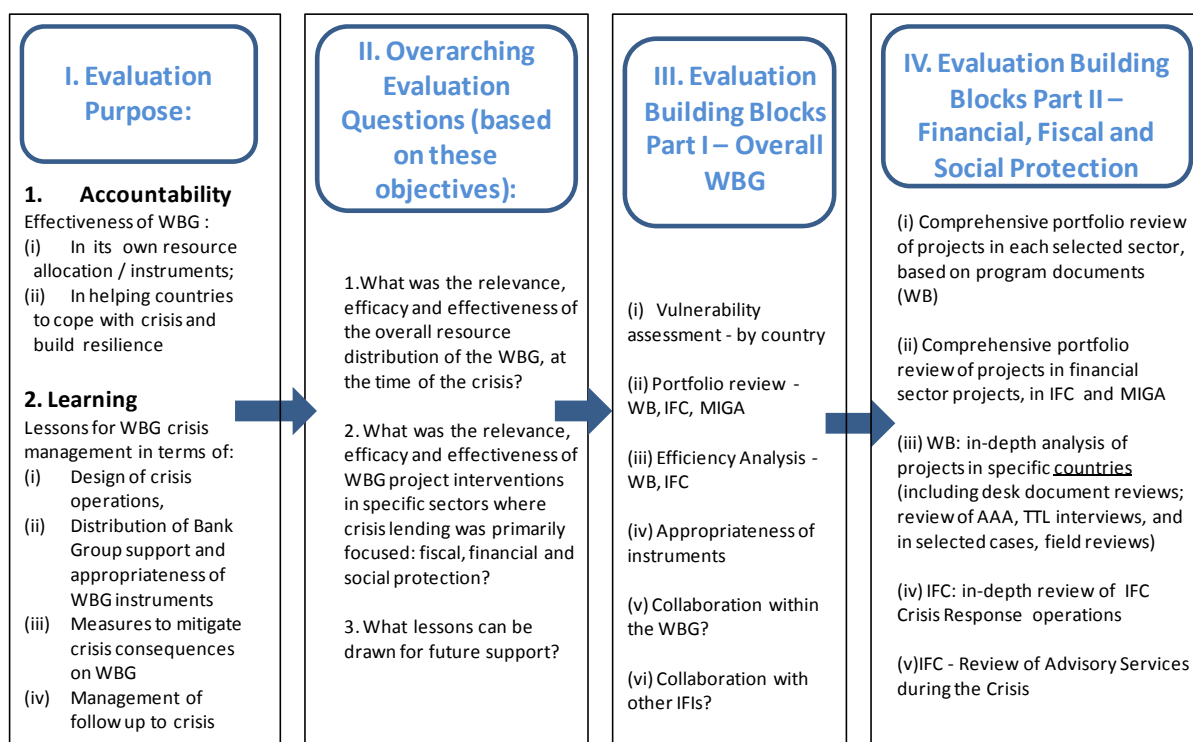 I. Evaluation
Purpose:
1. Accountability
Effectiveness of WBG :
(i) In its own resource
allocation / instruments;
(ii) In helping countries
to cope with crisis and
build resilience
2. Learning
Lessons for WBG crisis
management in terms of:
(i) Design of crisis
operations,
(ii) Distribution of Bank
Group support and
appropriateness of
WBG instruments
(iii) Measures to mitigate
crisis consequences
on WBG
(iv) Management of
follow up to crisis
II. Overarching
Evaluation
Questions (based
on these
objectives):
1.What was the relevance,
efficacy and effectiveness of
the overall resource
distribution of the WBG, at
the time of the crisis?
2. What was the relevance,
efficacy and effectiveness of
WBG project interventions
in specific sectors where
crisis lending was primarily
focused: fiscal, financial and
social protection?
3. What lessons can be
drawn for future support?
III. Evaluation
Building Blocks
Part I – Overall
WBG
(i) Vulnerability
assessment - by country
(ii) Portfolio review -
WB, IFC, MIGA
(iii) Efficiency Analysis -
WB, IFC
(iv) Appropriateness of
instruments
(v) Collaboration within
the WBG?
(vi) Collaboration with
other IFIs?
IV. Evaluation Building
Blocks Part II –
Financial, Fiscal and
Social Protection
(i) Comprehensive portfolio review
of projects in each selected sector,
based on program documents
(WB)
(ii) Comprehensive portfolio
review of projects in financial
sector projects, in IFC and MIGA
(iii) WB: in-depth analysis of
projects in specific countries
(including desk document reviews;
review of AAA, TTL interviews, and
in selected cases, field reviews)
(iv) IFC: in-depth review of IFC
Crisis Response operations
(v)IFC - Review of Advisory Services
during the Crisis